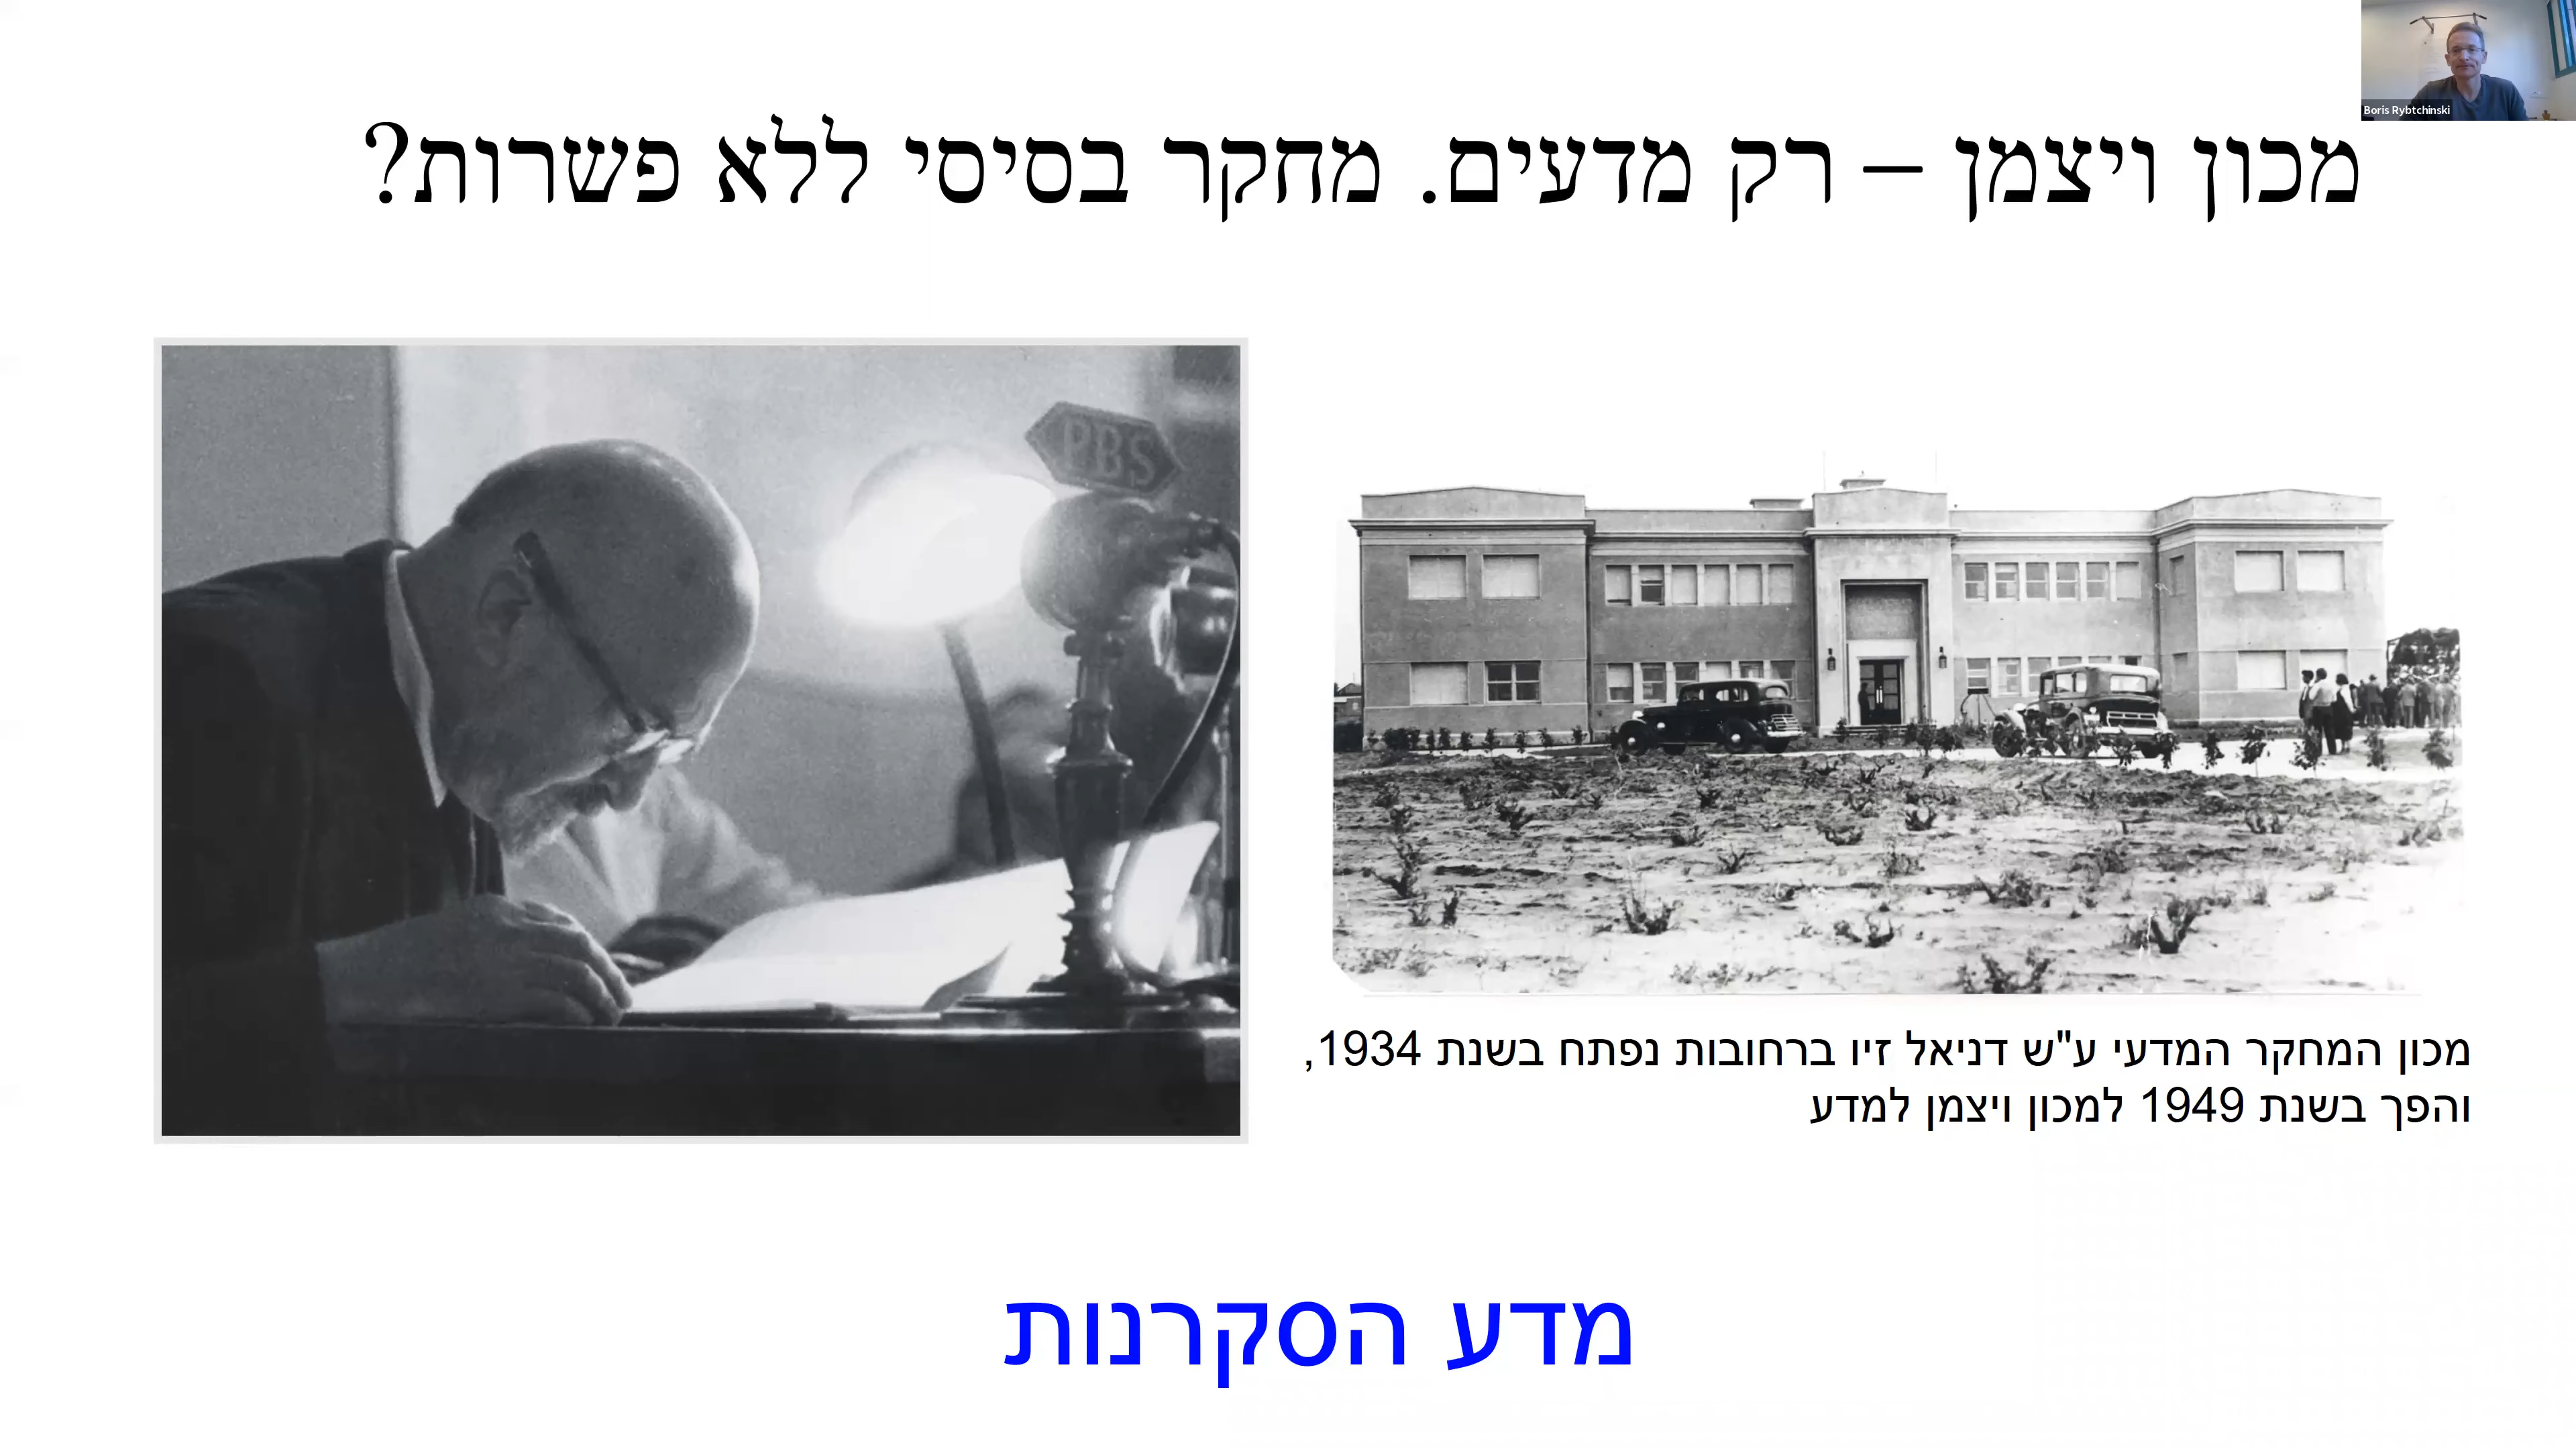 Boris Rybtchinski
מכון ויצמן – רק מדעים. מחקר בסיסי ללא פשרות?
PBS
מכון המחקר המדעי ע"ש דניאל זיו ברחובות נפתח בשנת 1934,
והפך בשנת 1949 למכון ויצמן למדע
מדע הסקרנות